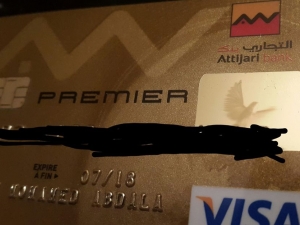 التجاري بنك
Attijari bank
PREMIER
EXPIRE
A FIN
07/18
MOHAMED ABDALA
VISA